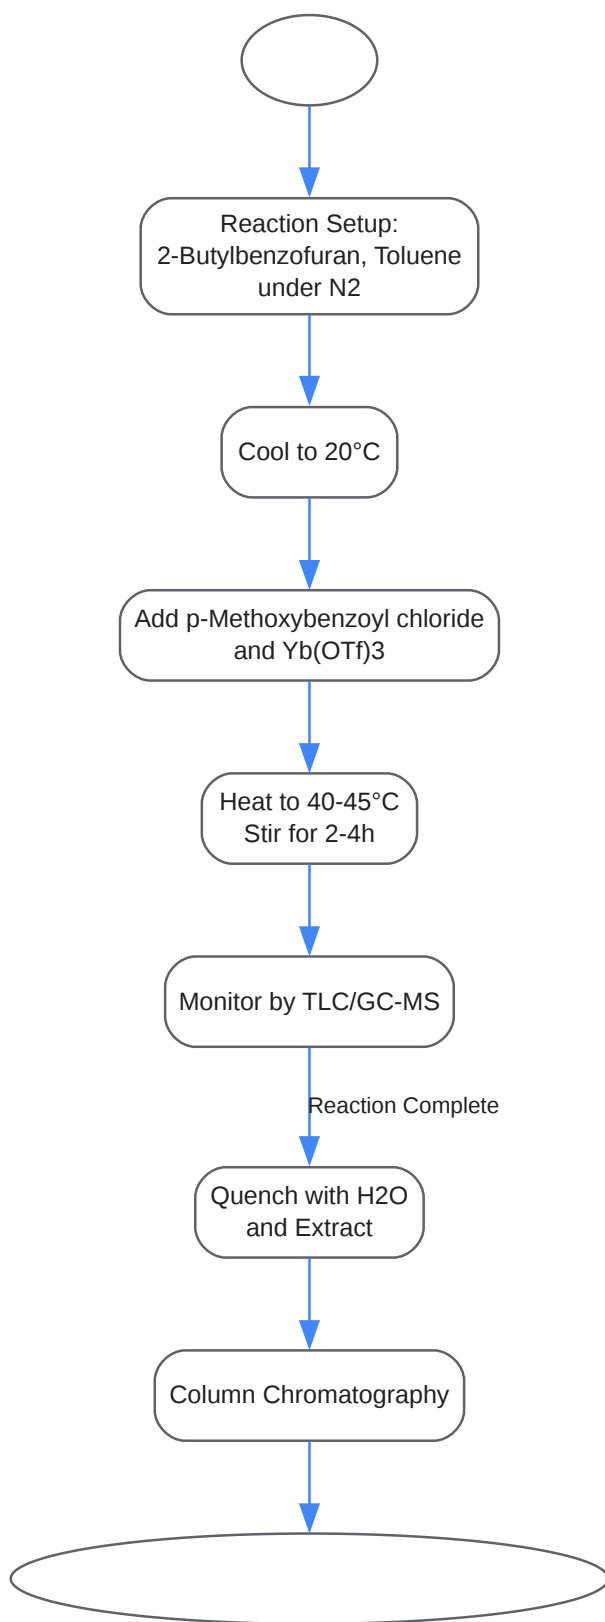 Reaction Setup:
2-Butylbenzofuran, Toluene
under N2
Cool to 20°C
Add p-Methoxybenzoyl chloride
and Yb(OTf)3
Heat to 40-45°C
Stir for 2-4h
Monitor by TLC/GC-MS
Reaction Complete
Quench with H2O
and Extract
Column Chromatography